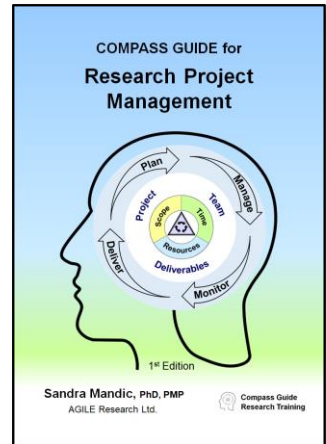 COMPASS GUIDE for
Research Project
Management
Plan
Manage
Monitor
Deliver
Project
Team
Deliverables
Scope
Time
Resources
1st Edition
Sandra Mandic, PhD, PMP
AGILE Research Ltd.
Compass Guide
Research Training